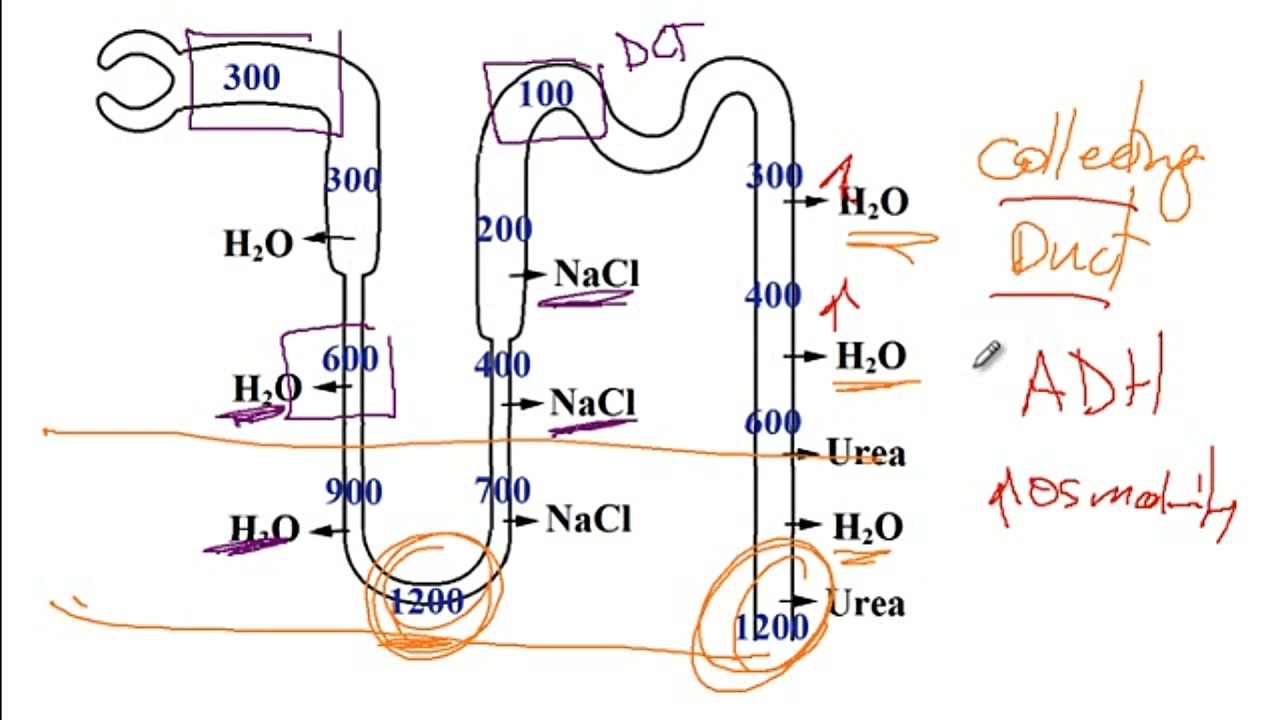 DCT
300
100
Collecting
Duct
300
300
H₂O
200
H₂O
NaCl
400
600
400
H₂O
H₂O
NaCl
ADH
600
Urea
900
700
↑ osmolality
H₂O
NaCl
H₂O
1200
Urea
1200